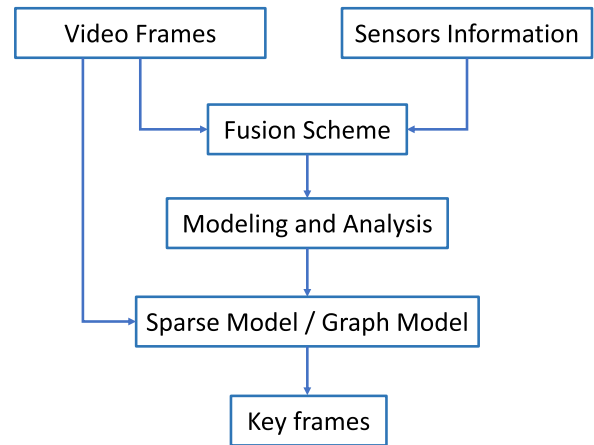 Video Frames
Sensors Information
Fusion Scheme
Modeling and Analysis
Sparse Model / Graph Model
Key frames